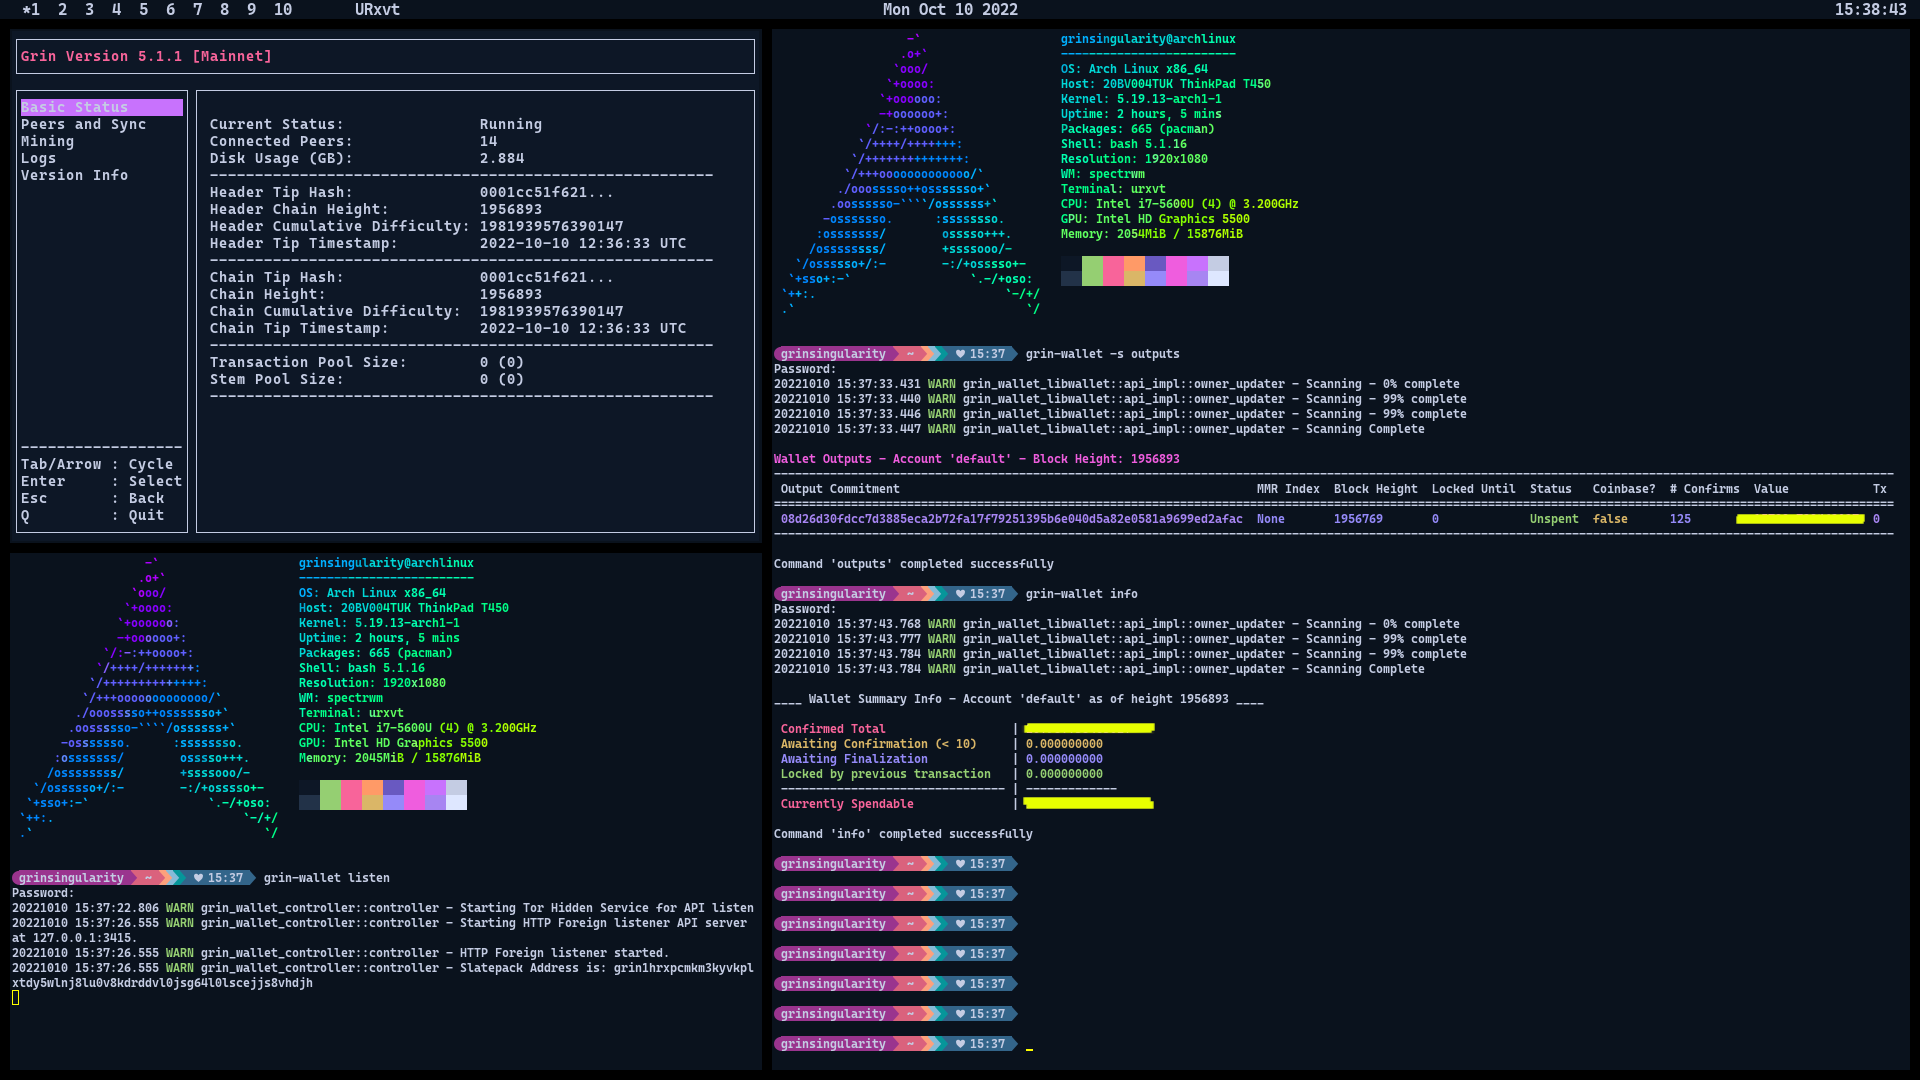 *1 2 3 4 5 6 7 8 9 10 URxvt Mon Oct 10 2022 15:38:43
Grin Version 5.1.1 [Mainnet]
Basic Status
Peers and Sync
Mining
Logs
Version Info
------------------
Tab/Arrow : Cycle
Enter : Select
Esc : Back
Q : Quit
Current Status: Running
Connected Peers: 14
Disk Usage (GB): 2.884
--------------------------------------------------------
Header Tip Hash: 0001cc51f621...
Header Chain Height: 1956893
Header Cumulative Difficulty: 1981939576390147
Header Tip Timestamp: 2022-10-10 12:36:33 UTC
--------------------------------------------------------
Chain Tip Hash: 0001cc51f621...
Chain Height: 1956893
Chain Cumulative Difficulty: 1981939576390147
Chain Tip Timestamp: 2022-10-10 12:36:33 UTC
--------------------------------------------------------
Transaction Pool Size: 0 (0)
Stem Pool Size: 0 (0)
--------------------------------------------------------
grinsingularity@archlinux
-------------------------
OS: Arch Linux x86_64
Host: 20BV004TUK ThinkPad T450
Kernel: 5.19.13-arch1-1
Uptime: 2 hours, 5 mins
Packages: 665 (pacman)
Shell: bash 5.1.16
Resolution: 1920x1080
WM: spectrwm
Terminal: urxvt
CPU: Intel i7-5600U (4) @ 3.200GHz
GPU: Intel HD Graphics 5500
Memory: 2045MiB / 15876MiB
grinsingularity ~ ♥ 15:37 grin-wallet listen
Password:
20221010 15:37:22.806 WARN grin_wallet_controller::controller - Starting Tor Hidden Service for API listen
20221010 15:37:26.555 WARN grin_wallet_controller::controller - Starting HTTP Foreign listener API server
at 127.0.0.1:3415.
20221010 15:37:26.555 WARN grin_wallet_controller::controller - HTTP Foreign listener started.
20221010 15:37:26.555 WARN grin_wallet_controller::controller - Slatepack Address is: grin1hrxpcmkm3kyvkpl
xtdy5wlnj8lu0v8kdrddvl0jsg64l0lscejjs8vhdjh
grinsingularity@archlinux
-------------------------
OS: Arch Linux x86_64
Host: 20BV004TUK ThinkPad T450
Kernel: 5.19.13-arch1-1
Uptime: 2 hours, 5 mins
Packages: 665 (pacman)
Shell: bash 5.1.16
Resolution: 1920x1080
WM: spectrwm
Terminal: urxvt
CPU: Intel i7-5600U (4) @ 3.200GHz
GPU: Intel HD Graphics 5500
Memory: 2054MiB / 15876MiB
grinsingularity ~ ♥ 15:37 grin-wallet -s outputs
Password:
20221010 15:37:33.431 WARN grin_wallet_libwallet::api_impl::owner_updater - Scanning - 0% complete
20221010 15:37:33.440 WARN grin_wallet_libwallet::api_impl::owner_updater - Scanning - 99% complete
20221010 15:37:33.446 WARN grin_wallet_libwallet::api_impl::owner_updater - Scanning - 99% complete
20221010 15:37:33.447 WARN grin_wallet_libwallet::api_impl::owner_updater - Scanning Complete
Wallet Outputs - Account 'default' - Block Height: 1956893
Output Commitment MMR Index Block Height Locked Until Status Coinbase? # Confirms Value Tx
08d26d30fdcc7d3885eca2b72fa17f79251395b6e040d5a82e0581a9699ed2afac None 1956769 0 Unspent false 125 0
Command 'outputs' completed successfully
grinsingularity ~ ♥ 15:37 grin-wallet info
Password:
20221010 15:37:43.768 WARN grin_wallet_libwallet::api_impl::owner_updater - Scanning - 0% complete
20221010 15:37:43.777 WARN grin_wallet_libwallet::api_impl::owner_updater - Scanning - 99% complete
20221010 15:37:43.784 WARN grin_wallet_libwallet::api_impl::owner_updater - Scanning - 99% complete
20221010 15:37:43.784 WARN grin_wallet_libwallet::api_impl::owner_updater - Scanning Complete
____ Wallet Summary Info - Account 'default' as of height 1956893 ____
Confirmed Total |
Awaiting Confirmation (< 10) | 0.000000000
Awaiting Finalization | 0.000000000
Locked by previous transaction | 0.000000000
-------------------------------- | -------------
Currently Spendable |
Command 'info' completed successfully
grinsingularity ~ ♥ 15:37
grinsingularity ~ ♥ 15:37
grinsingularity ~ ♥ 15:37
grinsingularity ~ ♥ 15:37
grinsingularity ~ ♥ 15:37
grinsingularity ~ ♥ 15:37
grinsingularity ~ ♥ 15:37 _